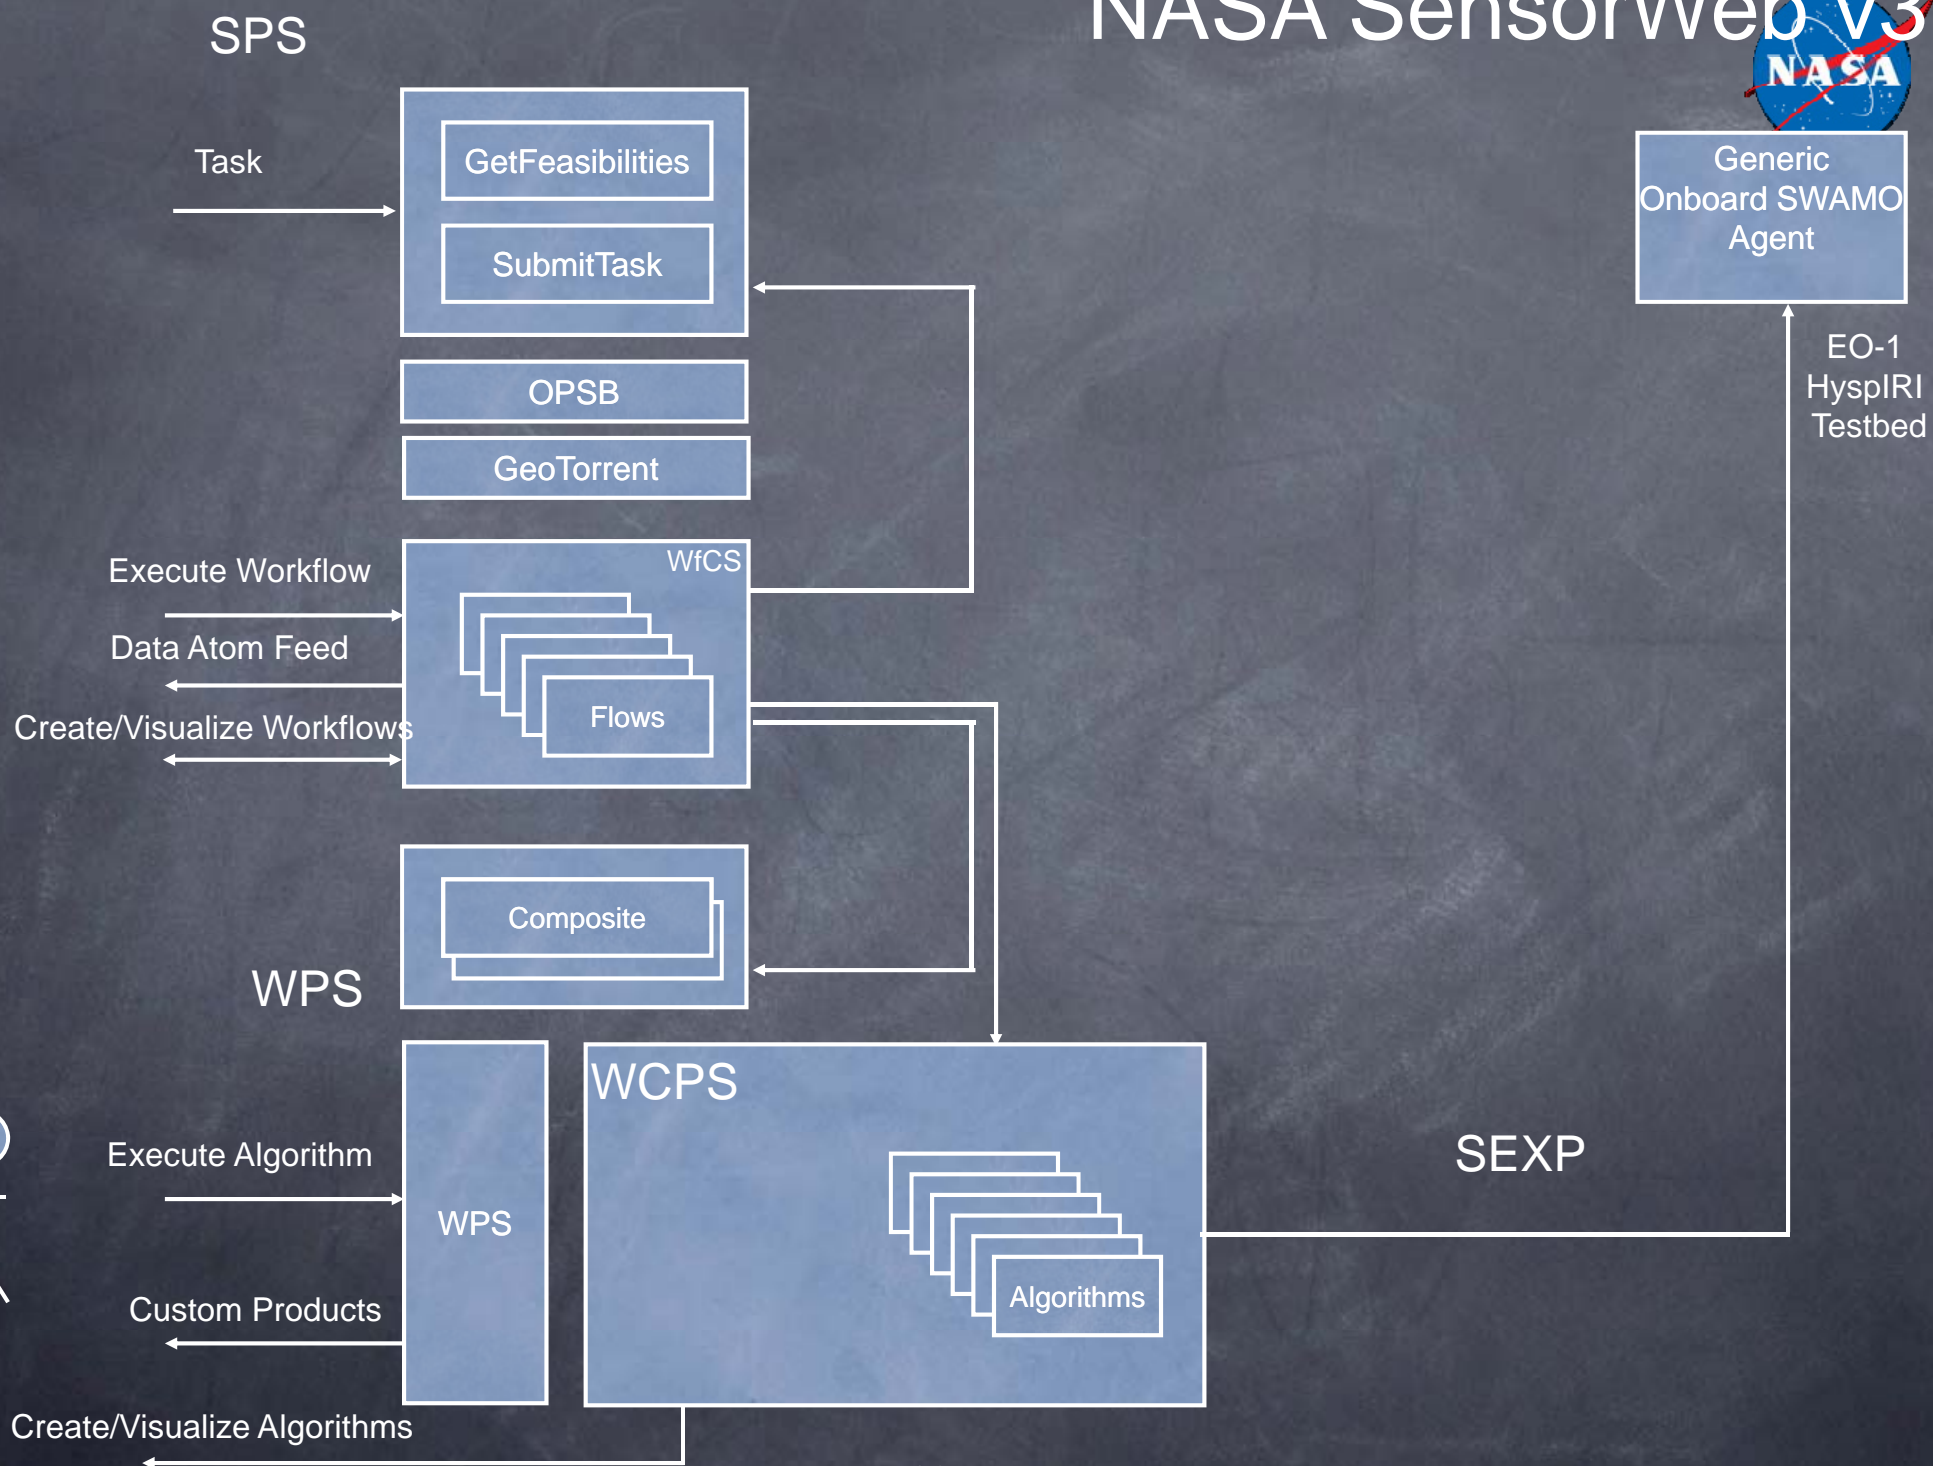 NASA SensorWeb V3
NASA
SPS
Task
GetFeasibilities
SubmitTask
Generic
Onboard SWAMO
Agent
EO-1
HyspIRI
Testbed
OPSB
GeoTorrent
WfCS
Execute Workflow
Data Atom Feed
Create/Visualize Workflows
Flows
Composite
WPS
WCPS
Execute Algorithm
WPS
SEXP
Algorithms
Custom Products
Create/Visualize Algorithms